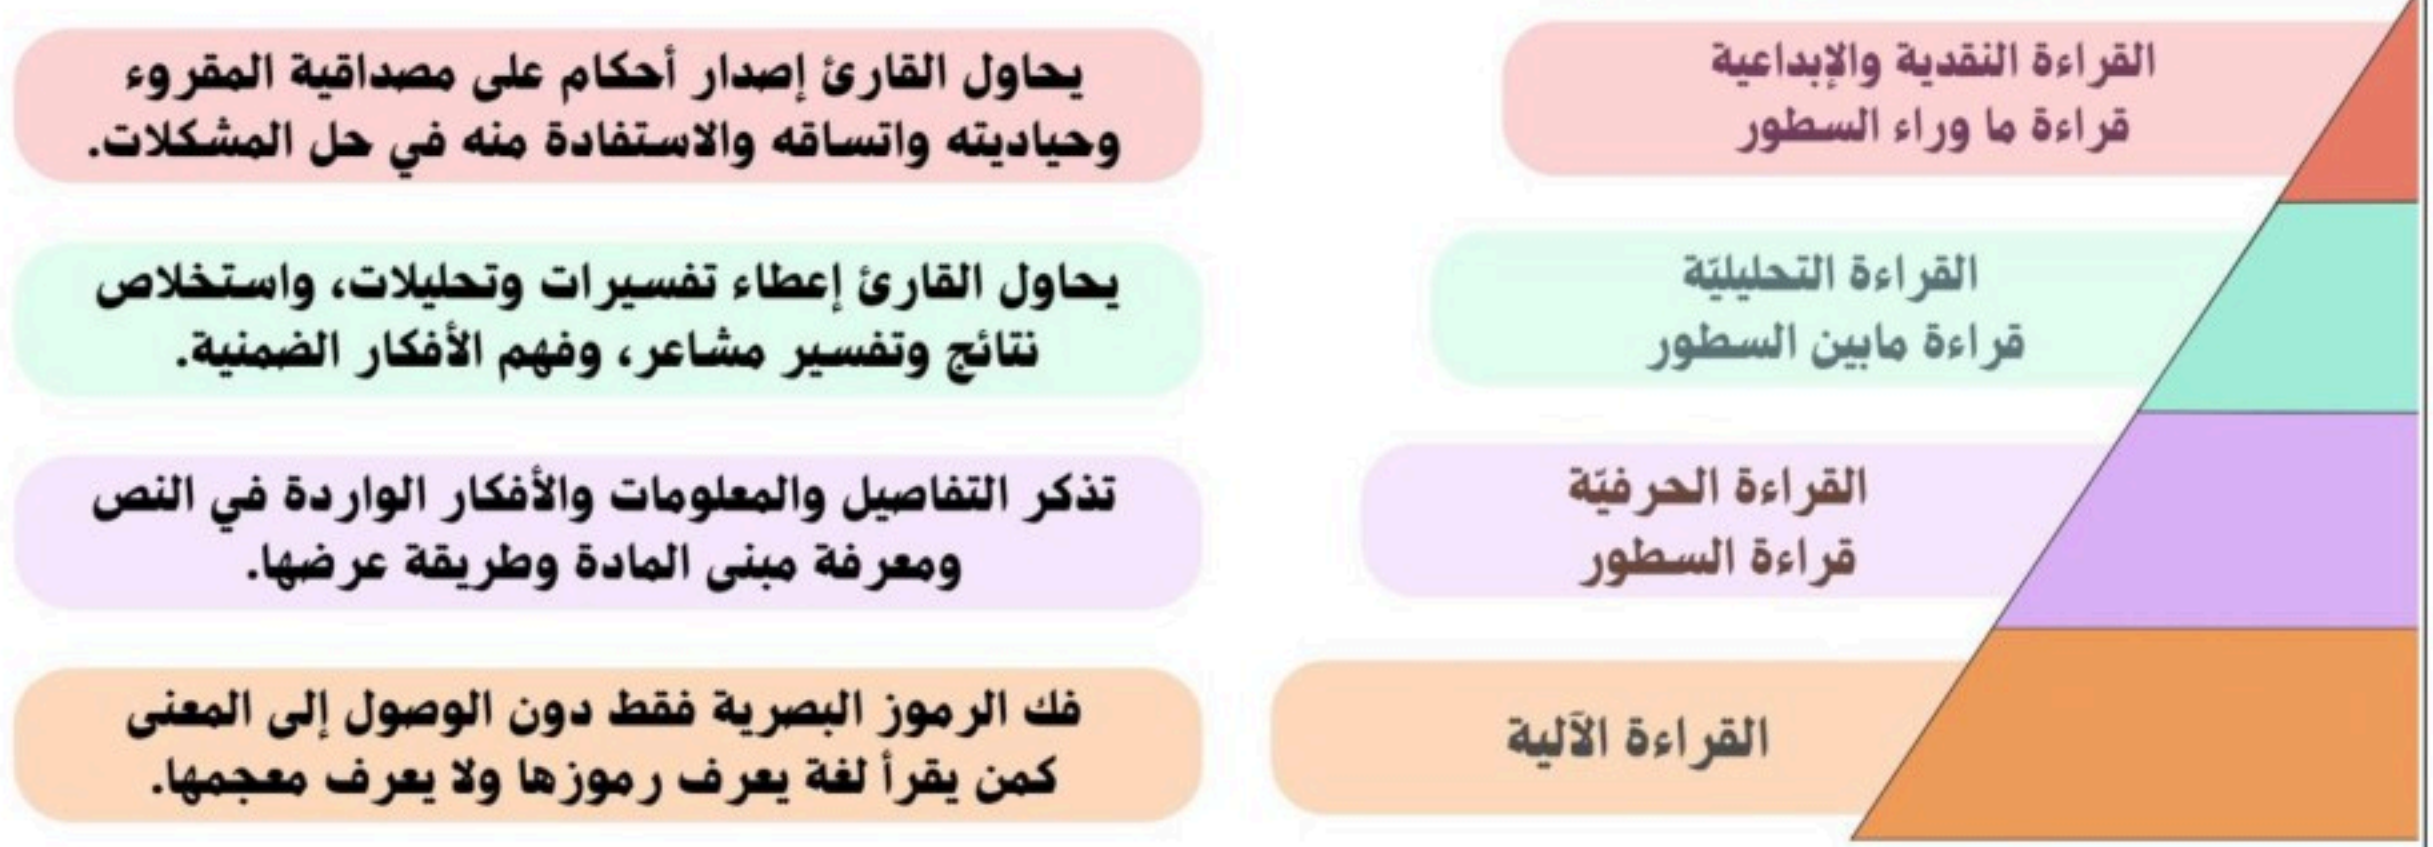 القراءة النقدية والإبداعية
قراءة ما وراء السطور
يحاول القارئ إصدار أحكام على مصداقية المقروء
وحياديته واتساقه والاستفادة منه في حل المشكلات.
القراءة التحليليّة
قراءة مابين السطور
يحاول القارئ إعطاء تفسيرات وتحليلات، واستخلاص
نتائج وتفسير مشاعر، وفهم الأفكار الضمنية.
القراءة الحرفيّة
قراءة السطور
تذكر التفاصيل والمعلومات والأفكار الواردة في النص
ومعرفة مبنى المادة وطريقة عرضها.
القراءة الآلية
فك الرموز البصرية فقط دون الوصول إلى المعنى
كمن يقرأ لغة يعرف رموزها ولا يعرف معجمها.